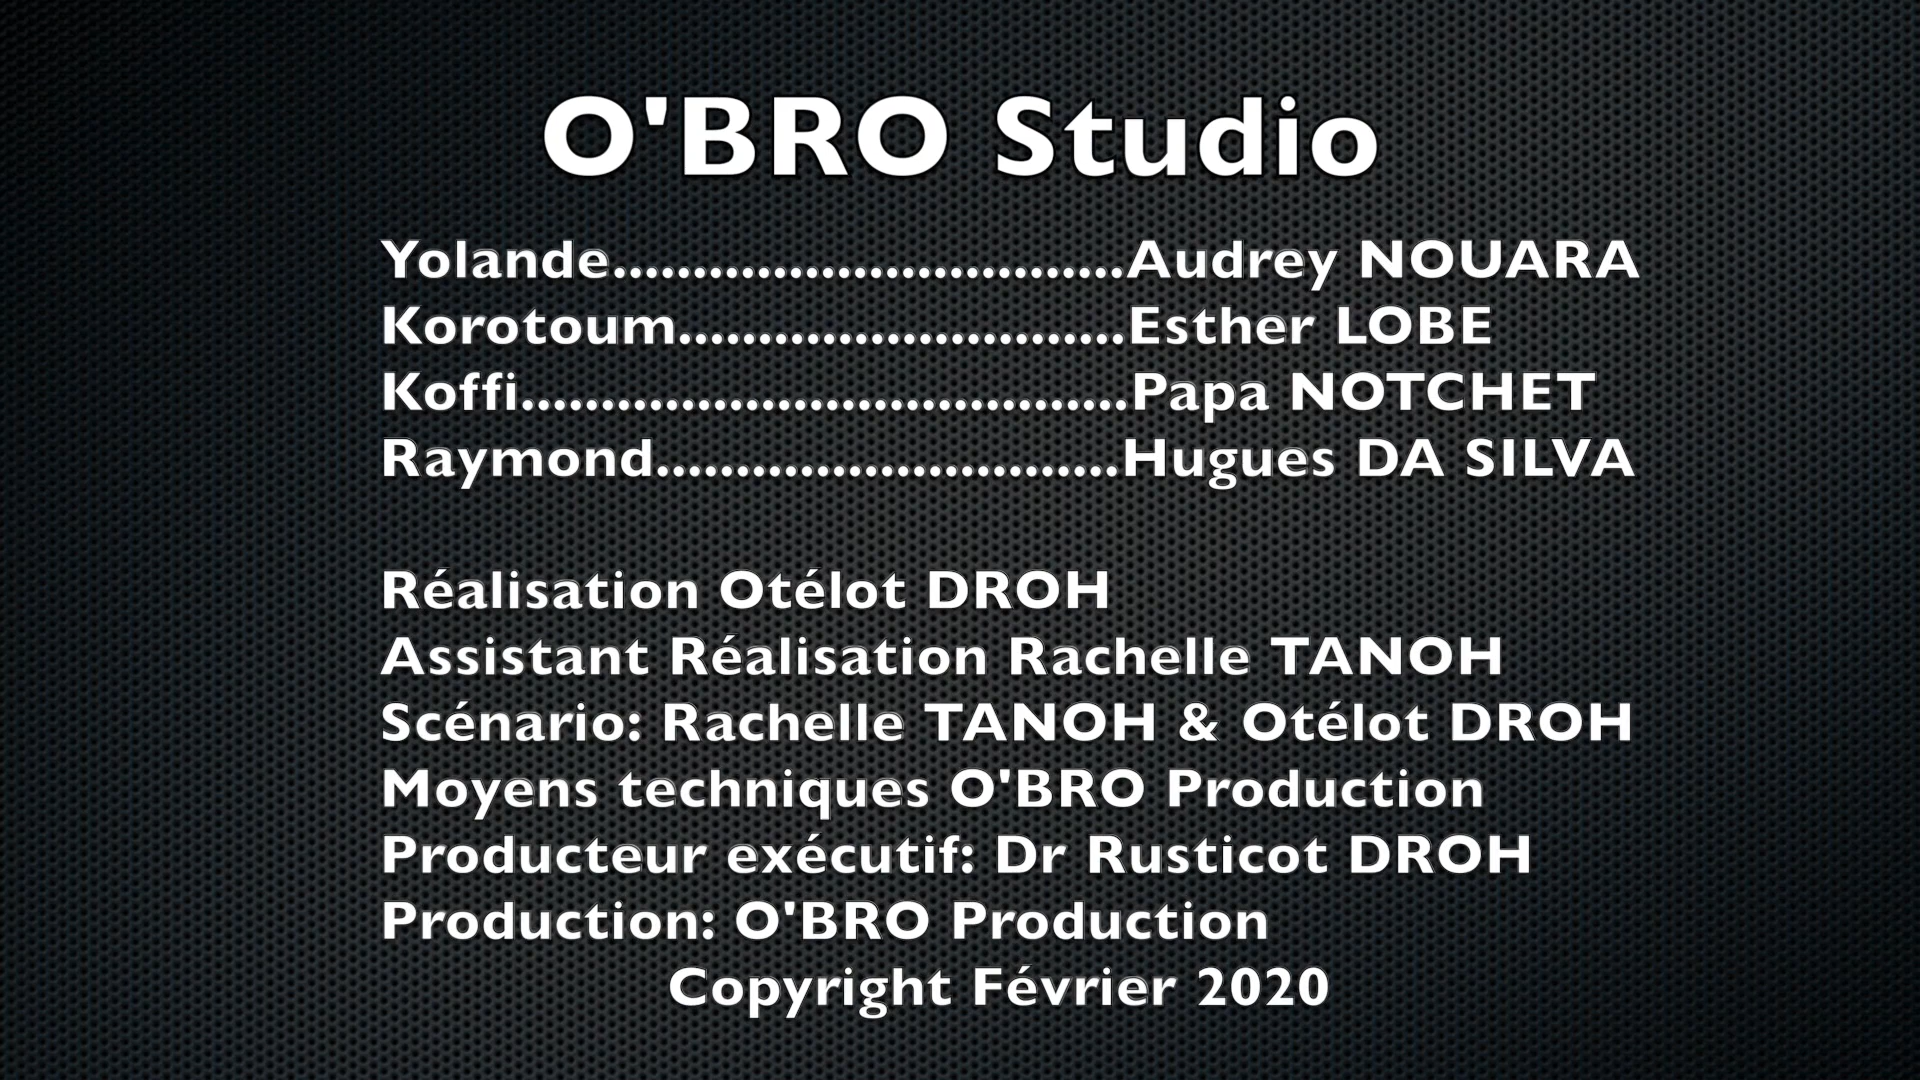 O'BRO Studio
Yolande................................Audrey NOUARA
Korotoum............................Esther LOBE
Koffi......................................Papa NOTCHET
Raymond.............................Hugues DA SILVA
Réalisation Otélot DROH
Assistant Réalisation Rachelle TANOH
Scénario: Rachelle TANOH & Otélot DROH
Moyens techniques O'BRO Production
Producteur exécutif: Dr Rusticot DROH
Production: O'BRO Production
Copyright Février 2020